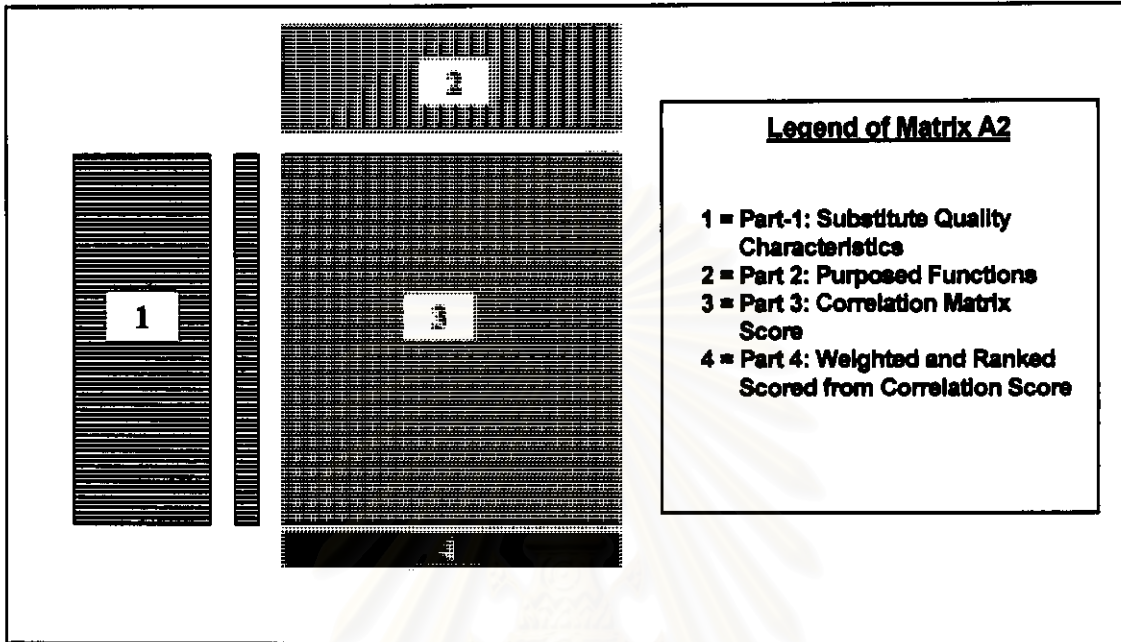 2
Legend of Matrix A2
1 = Part-1: Substitute Quality
Characteristics
2 = Part 2: Purposed Functions
1
3
3 = Part 3: Correlation Matrix
Score
4 = Part 4: Weighted and Ranked
Scored from Correlation Score
4